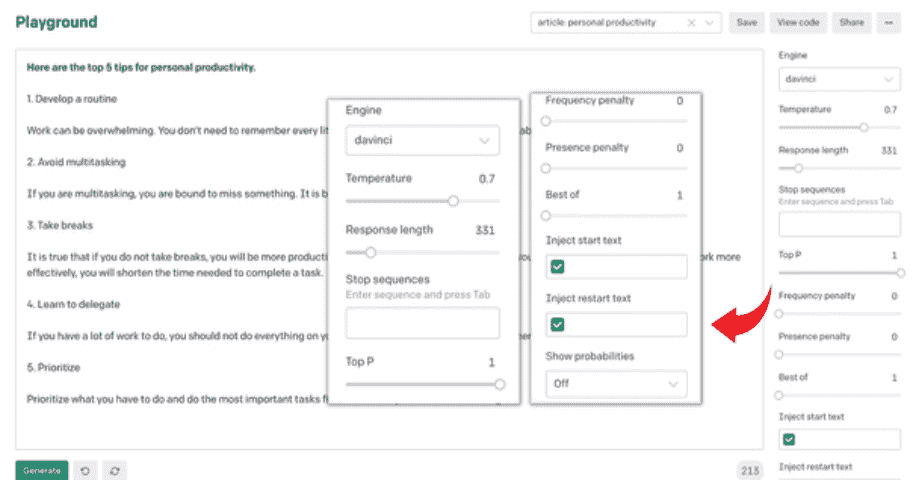 Playground
article: personal productivity
Save
View code
Share
Here are the top 5 tips for personal productivity.
1. Develop a routine
Work can be overwhelming. You don't need to remember every
2. Avoid multitasking
If you are multitasking, you are bound to miss something. It is
3. Take breaks
It is true that if you do not take breaks, you will be more
effectively, you will shorten the time needed to complete a task.
more
4. Learn to delegate
If you have a lot of work to do, you should not do everything on
5. Prioritize
Prioritize what you have to do and do the most important tasks
Engine
davinci
Temperature 0.7
Response length 331
Stop sequences
Enter sequence and press Tab
Top P 1
Frequency penalty 0
Presence penalty 0
Best of 1
Inject start text
Inject restart text
Show probabilities
Off
Engine
davinci
Temperature 0.7
Response length 331
Stop sequences
Enter sequence and press Tab
Top P 1
Frequency penalty 0
Presence penalty 0
Best of 1
Inject start text
Inject restart text
Generate
213